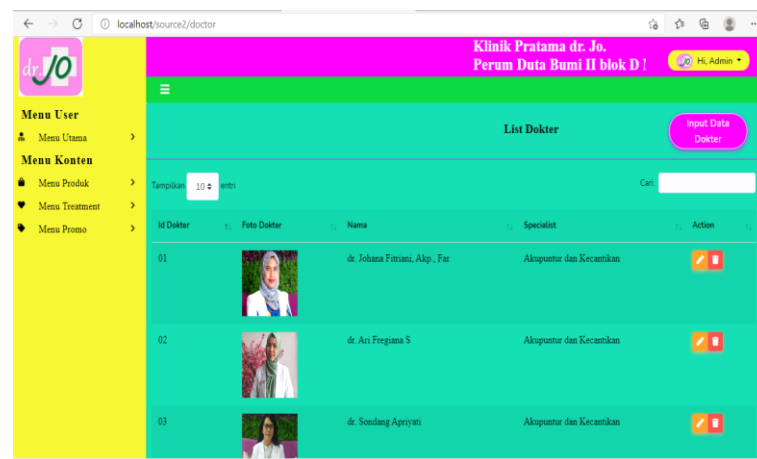 localhost/source2/doctor
dr. JO
Klinik Pratama dr. Jo.
Perum Duta Bumi II blok D
Hi, Admin
Menu User
Menu Utama
Menu Konten
Menu Produk
Menu Treatment
Menu Promo
List Dokter
Input Data
Dokter
Tampilkan 10 entri
Cari:
Id Dokter Foto Dokter Nama Specialist Action
01 dr. Johana Fitriani, Akp., Far Akupuntur dan Kecantikan
02 dr. Ari Fregiana S Akupuntur dan Kecantikan
03 dr. Sondang Apriyati Akupuntur dan Kecantikan